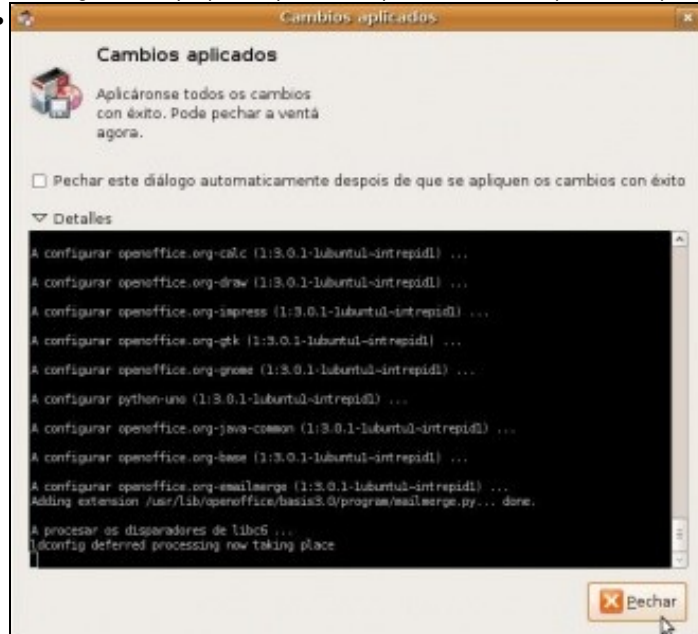 Cambios aplicados
Cambios aplicados
Aplicáronse todos os cambios
con éxito. Pode pechar a ventá
agora.
Pechar este diálogo automaticamente despois de que se apliquen os cambios con éxito
Detalles
A configurar openoffice.org-calc (1:3.0.1-1ubuntu1~intrepid1) ...
A configurar openoffice.org-draw (1:3.0.1-1ubuntu1~intrepid1) ...
A configurar openoffice.org-impress (1:3.0.1-1ubuntu1~intrepid1) ...
A configurar openoffice.org-gtk (1:3.0.1-1ubuntu1~intrepid1) ...
A configurar openoffice.org-gnome (1:3.0.1-1ubuntu1~intrepid1) ...
A configurar python-uno (1:3.0.1-1ubuntu1~intrepid1) ...
A configurar openoffice.org-java-common (1:3.0.1-1ubuntu1~intrepid1) ...
A configurar openoffice.org-base (1:3.0.1-1ubuntu1~intrepid1) ...
A configurar openoffice.org-emailmerge (1:3.0.1-1ubuntu1~intrepid1) ...
Adding extension /usr/lib/openoffice/basis3.0/program/mailmerge.py... done.
A procesar os disparadores de libc6 ...
ldconfig deferred processing now taking place
Pechar